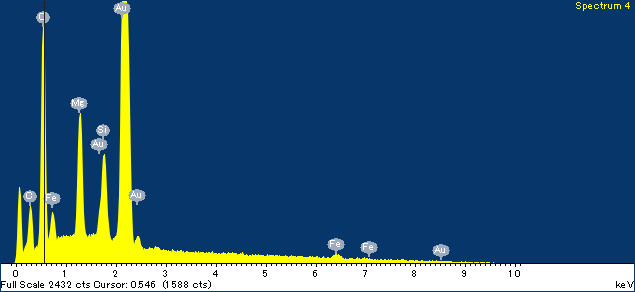 Spectrum 4
Au
Mg
Si
Au
Au
Fe
Fe
Fe
Au
0 1 2 3 4 5 6 7 8 9 10
Full Scale 2432 cts Cursor: 0.546 (1588 cts) keV